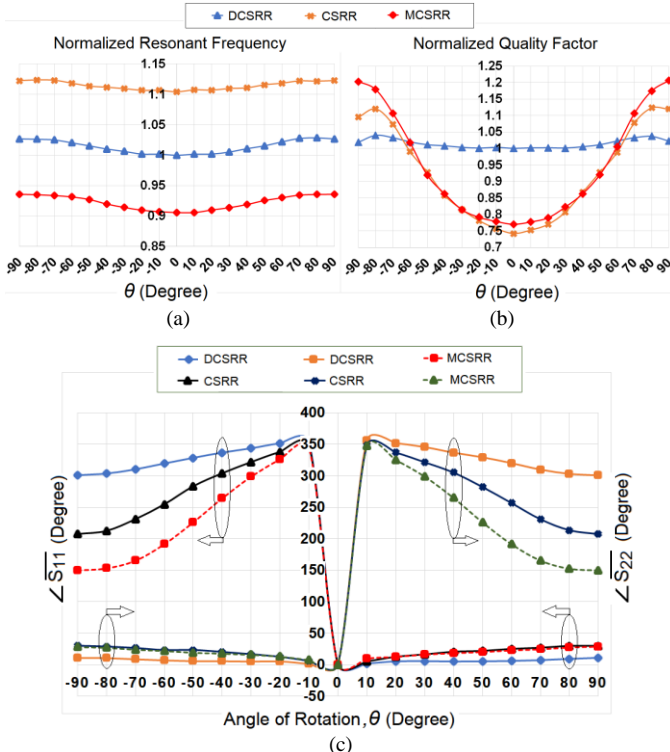 DCSRR CSRR MCSRR
Normalized Resonant Frequency Normalized Quality Factor
1.15
1.1
1.05
1
0.95
0.9
0.85
-90 -80 -70 -60 -50 -40 -30 -20 -10 0 10 20 30 40 50 60 70 80 90
θ (Degree)
(a)
1.25
1.2
1.15
1.1
1.05
1
0.95
0.9
0.85
0.8
0.75
0.7
-90 -80 -70 -60 -50 -40 -30 -20 -10 0 10 20 30 40 50 60 70 80 90
θ (Degree)
(b)
DCSRR DCSRR MCSRR
CSRR CSRR MCSRR
400
350
300
250
200
150
100
50
0
-50
∠ S11 (Degree)
∠ S22 (Degree)
-90 -80 -70 -60 -50 -40 -30 -20 -10 10 20 30 40 50 60 70 80 90
Angle of Rotation, θ (Degree)
(c)